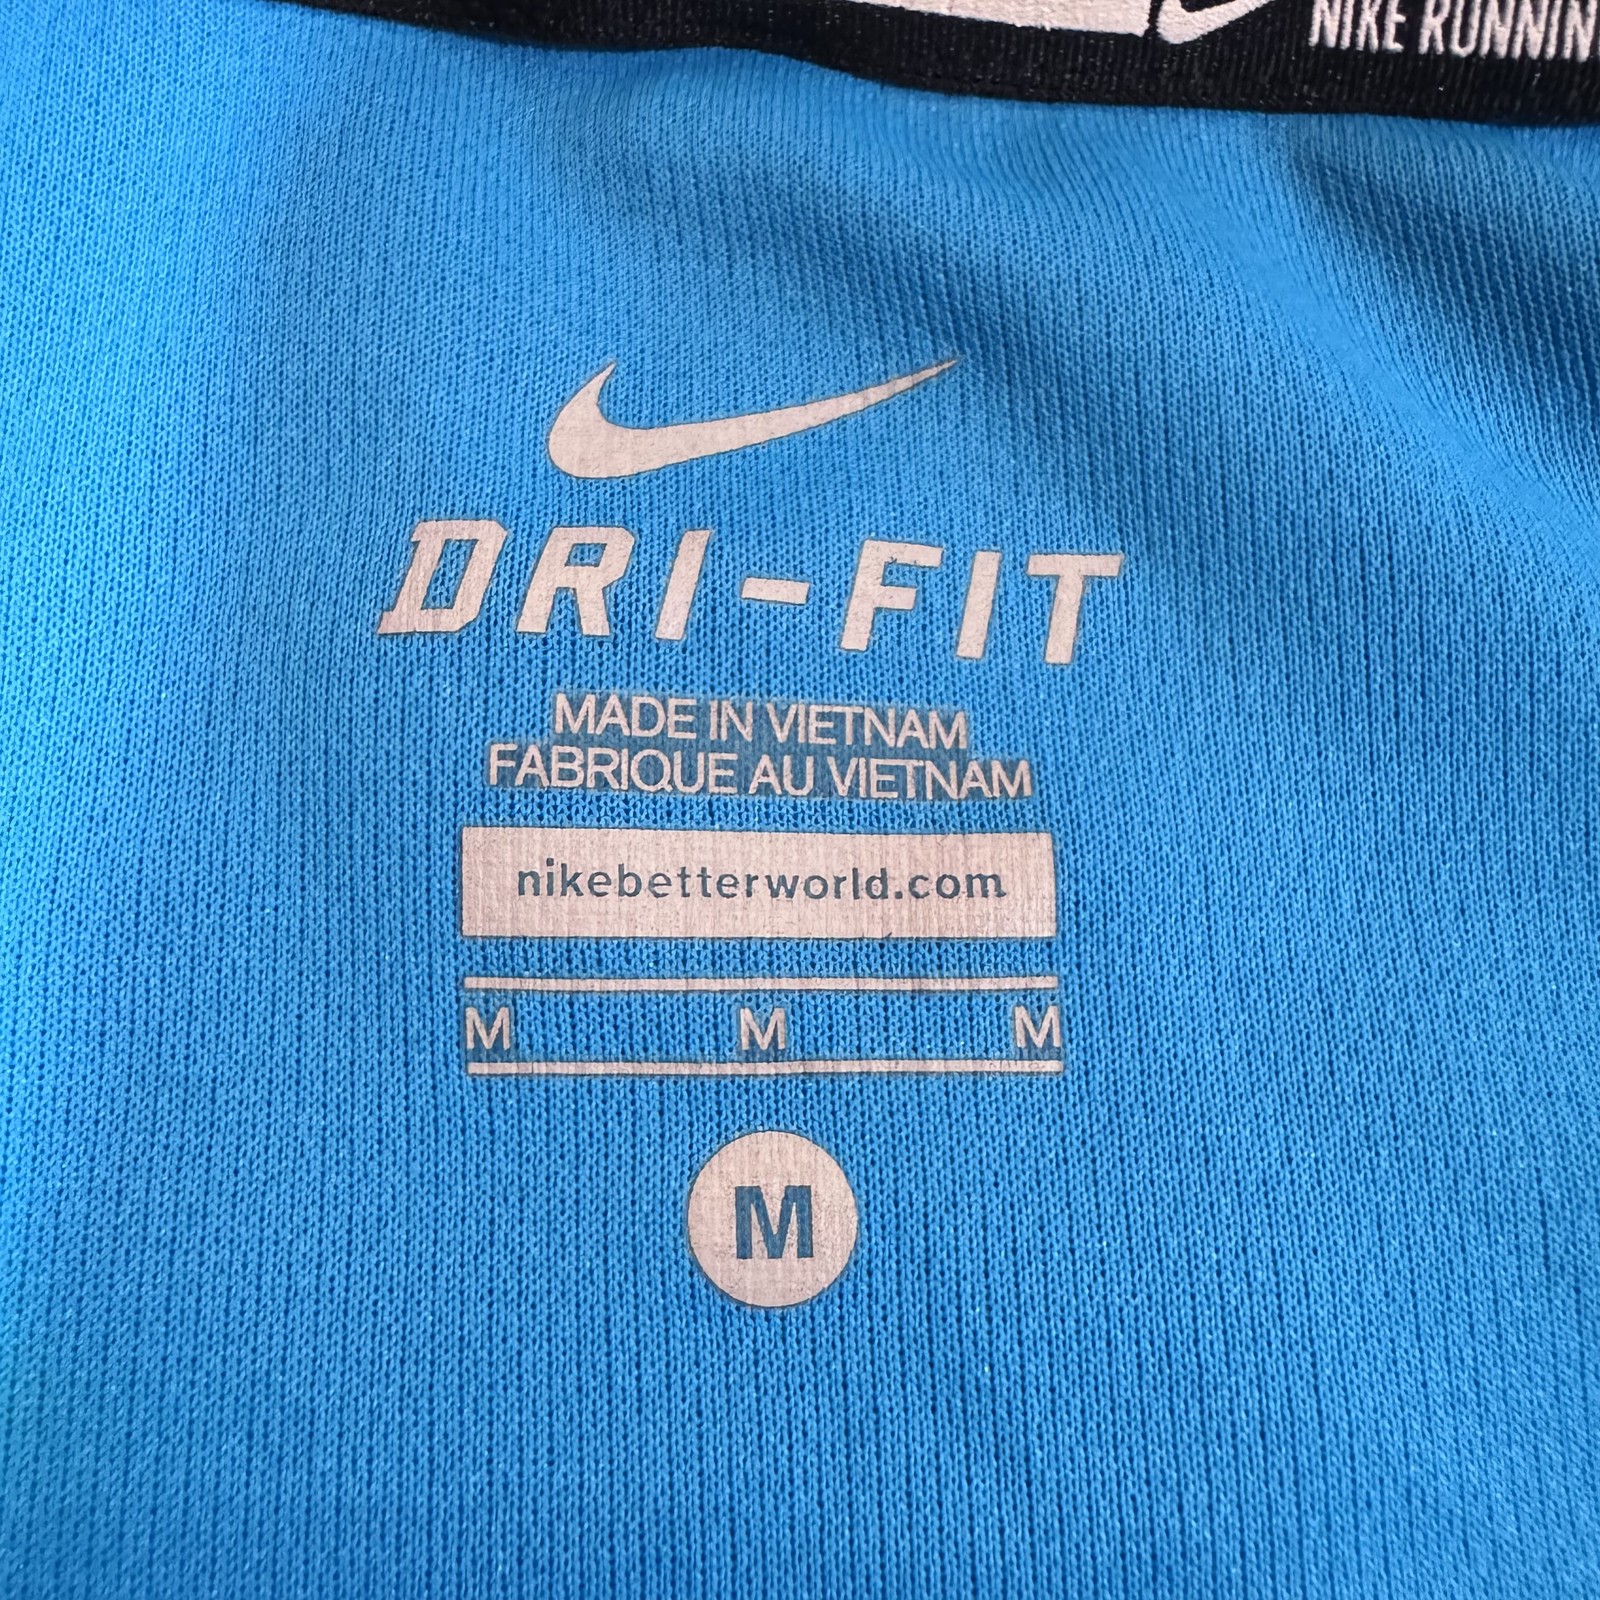 NIKE RUNNIN
DRI-FIT
MADE IN VIETNAM
FABRIQUE AU VIETNAM
nikebetterworld.com
M M M
M